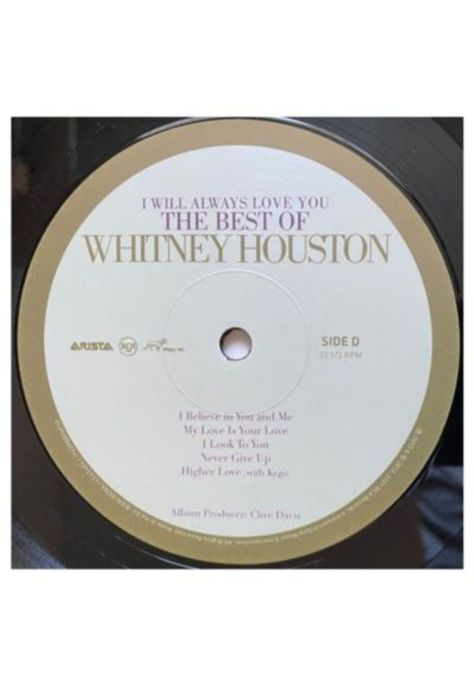 I WILL ALWAYS LOVE YOU
THE BEST OF
WHITNEY HOUSTON
ARISTA
RCA
SIDE D
33 1/3 RPM
I Believe in You and Me
My Love Is Your Love
I Look To You
Never Give Up
Higher Love (with Kygo)
Album Producer: Clive Davis